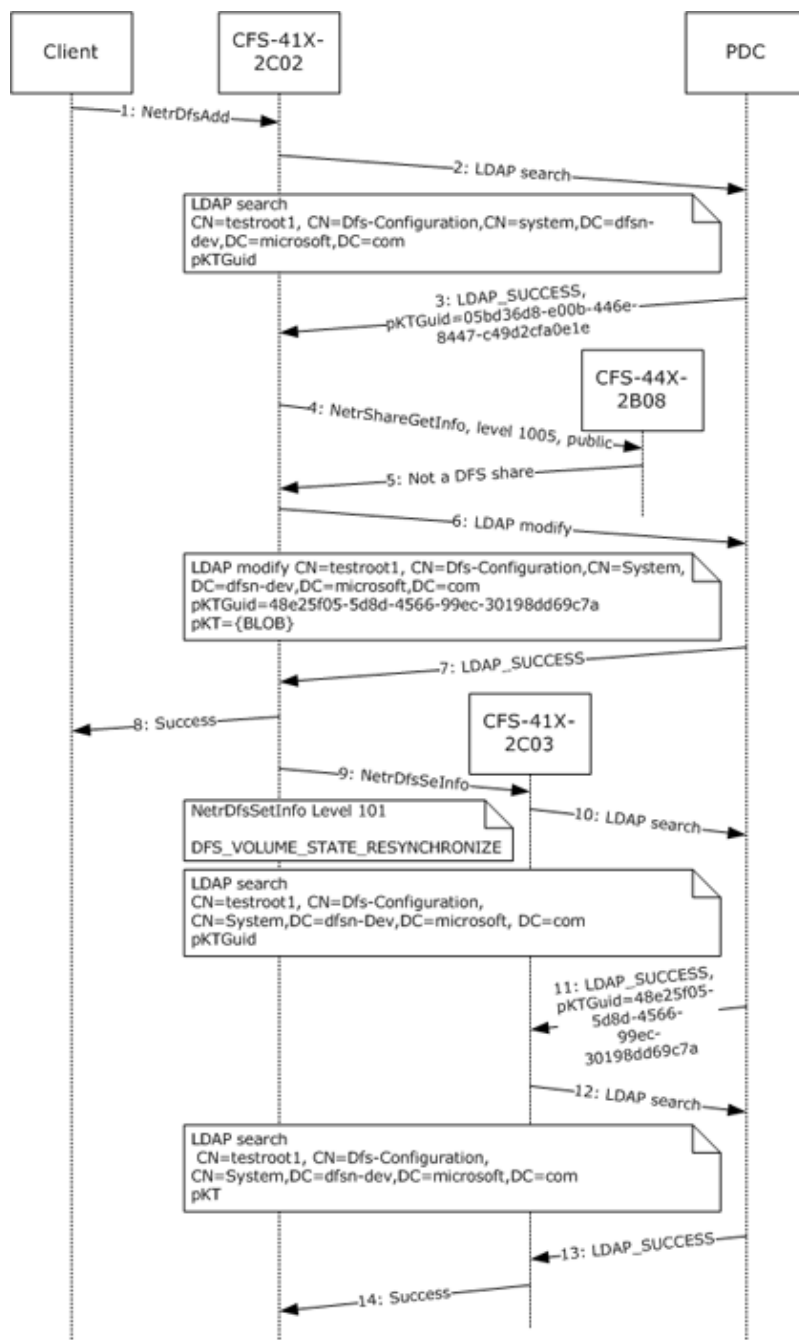 Client
CFS-41X-
2C02
PDC
1: NetrDfsAdd
2: LDAP search
LDAP search
CN=testroot1, CN=Dfs-Configuration,CN=system,DC=dfsn-
dev,DC=microsoft,DC=com
pKTGuid
3: LDAP_SUCCESS,
pKTGuid=05bd36d8-e00b-446e-
8447-c49d2cfa0e1e
CFS-44X-
2B08
4: NetrShareGetInfo, level 1005, public
5: Not a DFS share
6: LDAP modify
LDAP modify CN=testroot1, CN=Dfs-Configuration,CN=System,
DC=dfsn-dev,DC=microsoft,DC=com
pKTGuid=48e25f05-5d8d-4566-99ec-30198dd69c7a
pKT={BLOB}
7: LDAP_SUCCESS
8: Success
CFS-41X-
2C03
9: NetrDfsSeInfo
NetrDfsSetInfo Level 101
DFS_VOLUME_STATE_RESYNCHRONIZE
10: LDAP search
LDAP search
CN=testroot1, CN=Dfs-Configuration,
CN=System,DC=dfsn-Dev,DC=microsoft, DC=com
pKTGuid
11: LDAP_SUCCESS,
pKTGuid=48e25f05-
5d8d-4566-
99ec-
30198dd69c7a
12: LDAP search
LDAP search
CN=testroot1, CN=Dfs-Configuration,
CN=System,DC=dfsn-dev,DC=microsoft,DC=com
pKT
13: LDAP_SUCCESS
14: Success